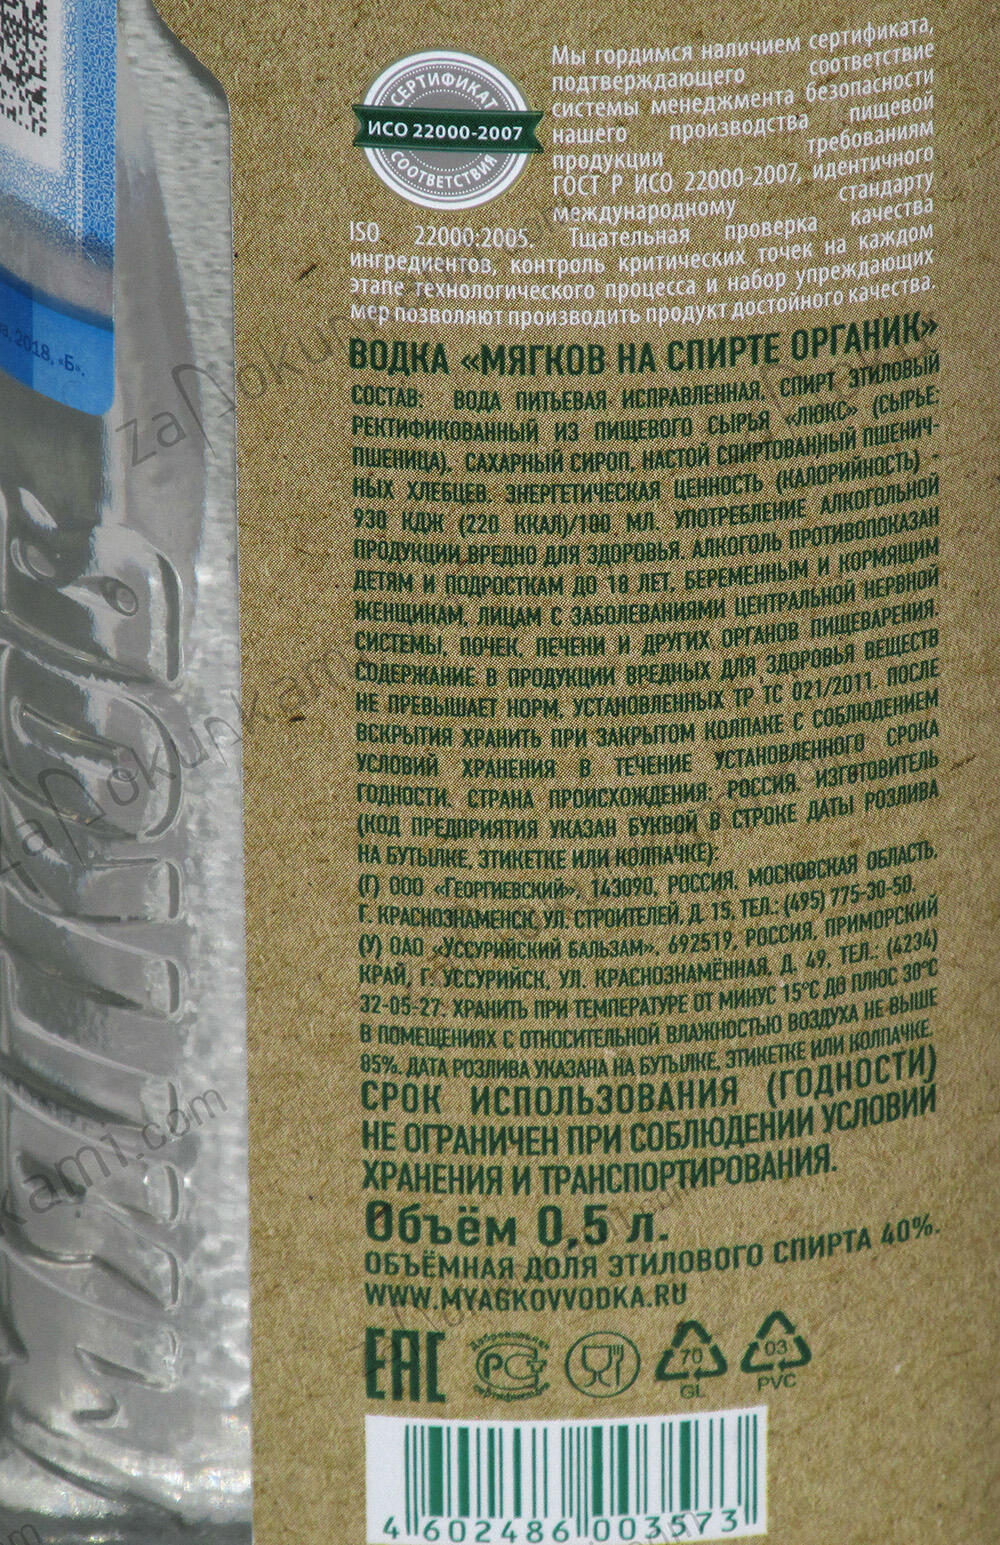 СЕРТИФИКАТ
ИСО 22000-2007
СООТВЕТСТВИЯ
Мы гордимся наличием сертификата,
подтверждающего соответствие
системы менеджмента безопасности
нашего производства пищевой
продукции требованиям
ГОСТ Р ИСО 22000-2007, идентичного
международному стандарту
ISO 22000:2005. Тщательная проверка качества
ингредиентов, контроль критических точек на каждом
этапе технологического процесса и набор упреждающих
мер позволяют производить продукт достойного качества.
2018, «Б».
ВОДКА «МЯГКОВ НА СПИРТЕ ОРГАНИК»
СОСТАВ: ВОДА ПИТЬЕВАЯ ИСПРАВЛЕННАЯ, СПИРТ ЭТИЛОВЫЙ
РЕКТИФИКОВАННЫЙ ИЗ ПИЩЕВОГО СЫРЬЯ «ЛЮКС» (СЫРЬЕ:
ПШЕНИЦА), САХАРНЫЙ СИРОП, НАСТОЙ СПИРТОВАННЫЙ ПШЕНИЧ-
НЫХ ХЛЕБЦЕВ. ЭНЕРГЕТИЧЕСКАЯ ЦЕННОСТЬ (КАЛОРИЙНОСТЬ) -
930 КДЖ (220 ККАЛ)/100 МЛ. УПОТРЕБЛЕНИЕ АЛКОГОЛЬНОЙ
ПРОДУКЦИИ ВРЕДНО ДЛЯ ЗДОРОВЬЯ. АЛКОГОЛЬ ПРОТИВОПОКАЗАН
ДЕТЯМ И ПОДРОСТКАМ ДО 18 ЛЕТ, БЕРЕМЕННЫМ И КОРМЯЩИМ
ЖЕНЩИНАМ, ЛИЦАМ С ЗАБОЛЕВАНИЯМИ ЦЕНТРАЛЬНОЙ НЕРВНОЙ
СИСТЕМЫ, ПОЧЕК, ПЕЧЕНИ И ДРУГИХ ОРГАНОВ ПИЩЕВАРЕНИЯ.
СОДЕРЖАНИЕ В ПРОДУКЦИИ ВРЕДНЫХ ДЛЯ ЗДОРОВЬЯ ВЕЩЕСТВ
НЕ ПРЕВЫШАЕТ НОРМ, УСТАНОВЛЕННЫХ ТР ТС 021/2011. ПОСЛЕ
ВСКРЫТИЯ ХРАНИТЬ ПРИ ЗАКРЫТОМ КОЛПАКЕ С СОБЛЮДЕНИЕМ
УСЛОВИЙ ХРАНЕНИЯ В ТЕЧЕНИЕ УСТАНОВЛЕННОГО СРОКА
ГОДНОСТИ. СТРАНА ПРОИСХОЖДЕНИЯ: РОССИЯ. ИЗГОТОВИТЕЛЬ
(КОД ПРЕДПРИЯТИЯ УКАЗАН БУКВОЙ В СТРОКЕ ДАТЫ РОЗЛИВА
НА БУТЫЛКЕ, ЭТИКЕТКЕ ИЛИ КОЛПАЧКЕ):
(Г) ООО «ГЕОРГИЕВСКИЙ», 143090, РОССИЯ, МОСКОВСКАЯ ОБЛАСТЬ,
Г. КРАСНОЗНАМЕНСК, УЛ. СТРОИТЕЛЕЙ, Д. 15, ТЕЛ.: (495) 775-30-50.
(У) ОАО «УССУРИЙСКИЙ БАЛЬЗАМ», 692519, РОССИЯ, ПРИМОРСКИЙ
КРАЙ, Г. УССУРИЙСК, УЛ. КРАСНОЗНАМЁННАЯ, Д. 49, ТЕЛ.: (4234)
32-05-27. ХРАНИТЬ ПРИ ТЕМПЕРАТУРЕ ОТ МИНУС 15°С ДО ПЛЮС 30°С
В ПОМЕЩЕНИЯХ С ОТНОСИТЕЛЬНОЙ ВЛАЖНОСТЬЮ ВОЗДУХА НЕ ВЫШЕ
85%. ДАТА РОЗЛИВА УКАЗАНА НА БУТЫЛКЕ, ЭТИКЕТКЕ ИЛИ КОЛПАЧКЕ.
СРОК ИСПОЛЬЗОВАНИЯ (ГОДНОСТИ)
НЕ ОГРАНИЧЕН ПРИ СОБЛЮДЕНИИ УСЛОВИЙ
ХРАНЕНИЯ И ТРАНСПОРТИРОВАНИЯ.
Объём 0,5 л.
ОБЪЁМНАЯ ДОЛЯ ЭТИЛОВОГО СПИРТА 40%.
WWW.MYAGKOVVODKA.RU
EAC
70
GL
03
PVC
4 602486 003573